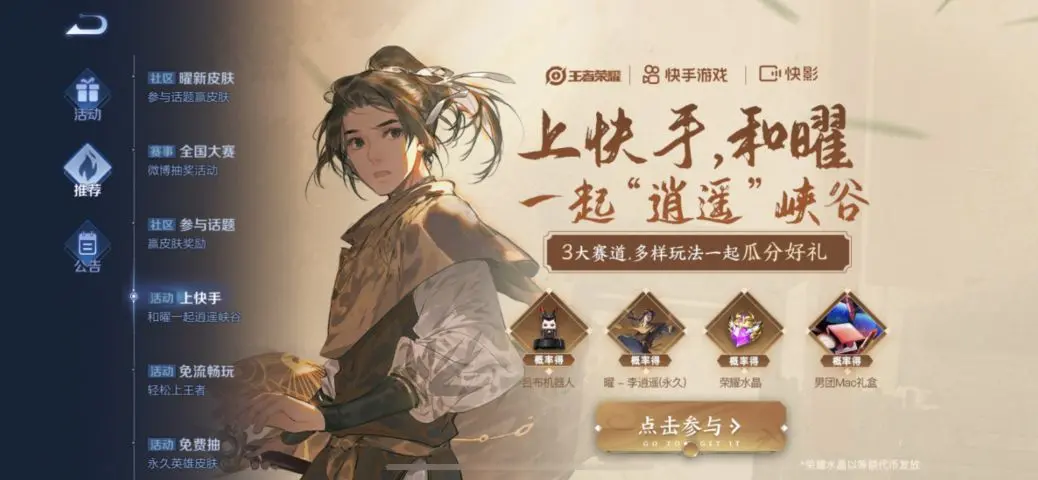 活动
推荐
公告
社区 曜新皮肤
参与话题赢皮肤
赛事 全国大赛
微博抽奖活动
社区 参与话题
赢皮肤奖励
活动 上快手
和曜一起逍遥峡谷
活动 免流畅玩
轻松上王者
活动 免费抽
永久英雄皮肤
王者荣耀 快手游戏 快影
上快手,和曜
一起“逍遥”峡谷
3大赛道.多样玩法一起瓜分好礼
概率得 概率得 概率得 概率得
吕布机器人 曜-李逍遥(永久) 荣耀水晶 男团Mac礼盒
点击参与
*荣耀水晶以等额代币发放